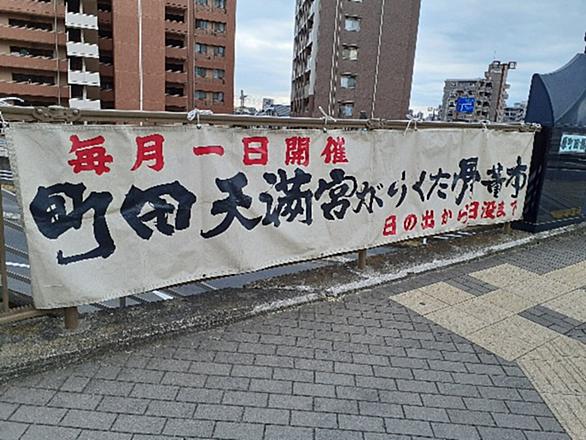 毎月一日開催
町田天満宮がらくた骨董市
日の出から日没まで